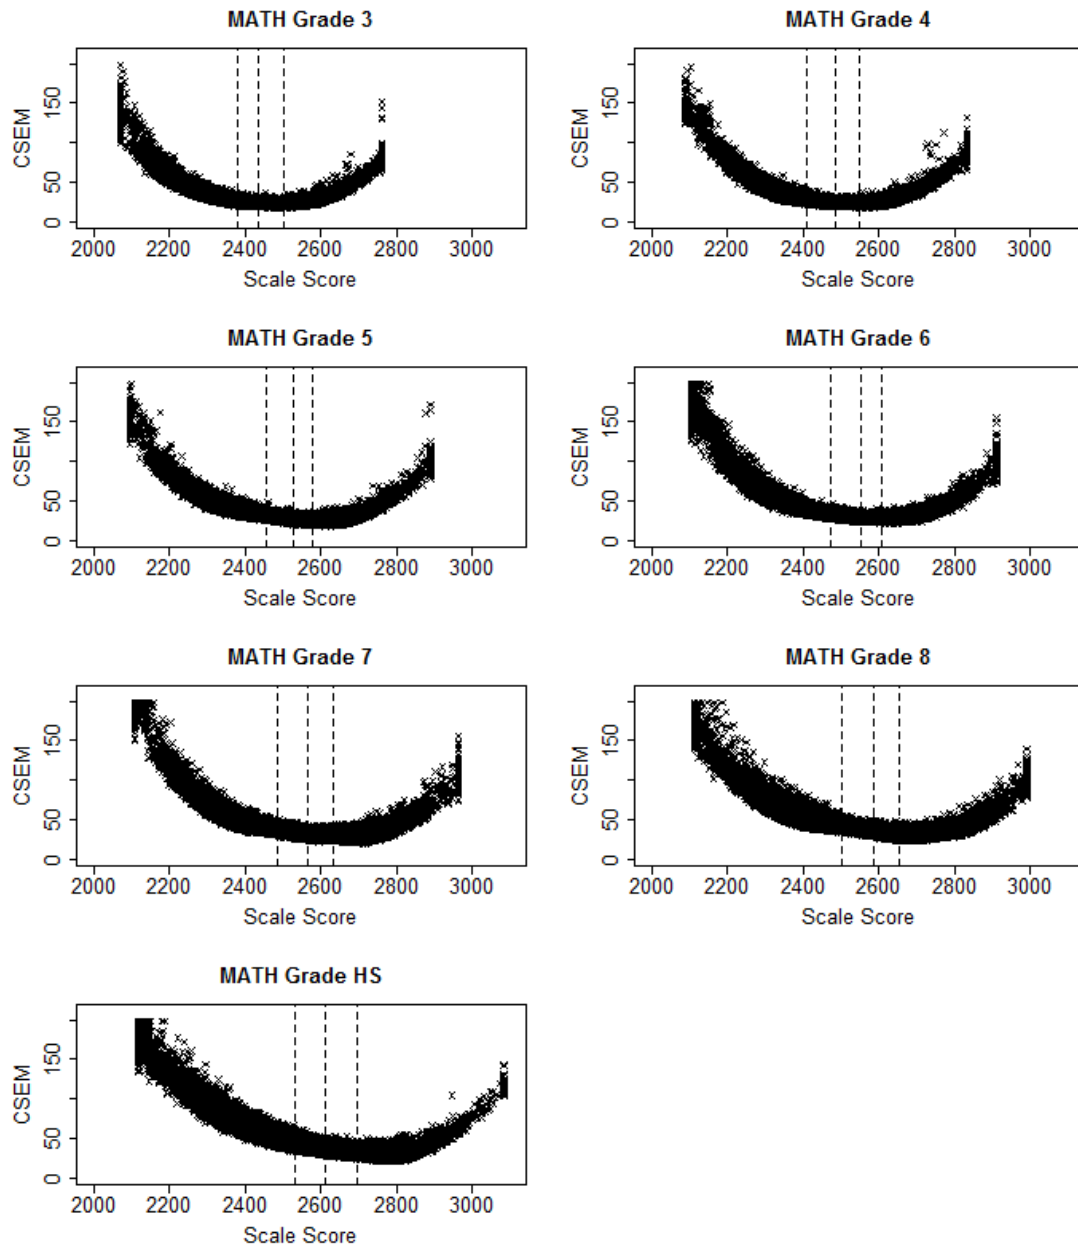 MATH Grade 3
CSEM
0 50 150
2000 2200 2400 2600 2800 3000
Scale Score
MATH Grade 4
CSEM
0 50 150
2000 2200 2400 2600 2800 3000
Scale Score
MATH Grade 5
CSEM
0 50 150
2000 2200 2400 2600 2800 3000
Scale Score
MATH Grade 6
CSEM
0 50 150
2000 2200 2400 2600 2800 3000
Scale Score
MATH Grade 7
CSEM
0 50 150
2000 2200 2400 2600 2800 3000
Scale Score
MATH Grade 8
CSEM
0 50 150
2000 2200 2400 2600 2800 3000
Scale Score
MATH Grade HS
CSEM
0 50 150
2000 2200 2400 2600 2800 3000
Scale Score